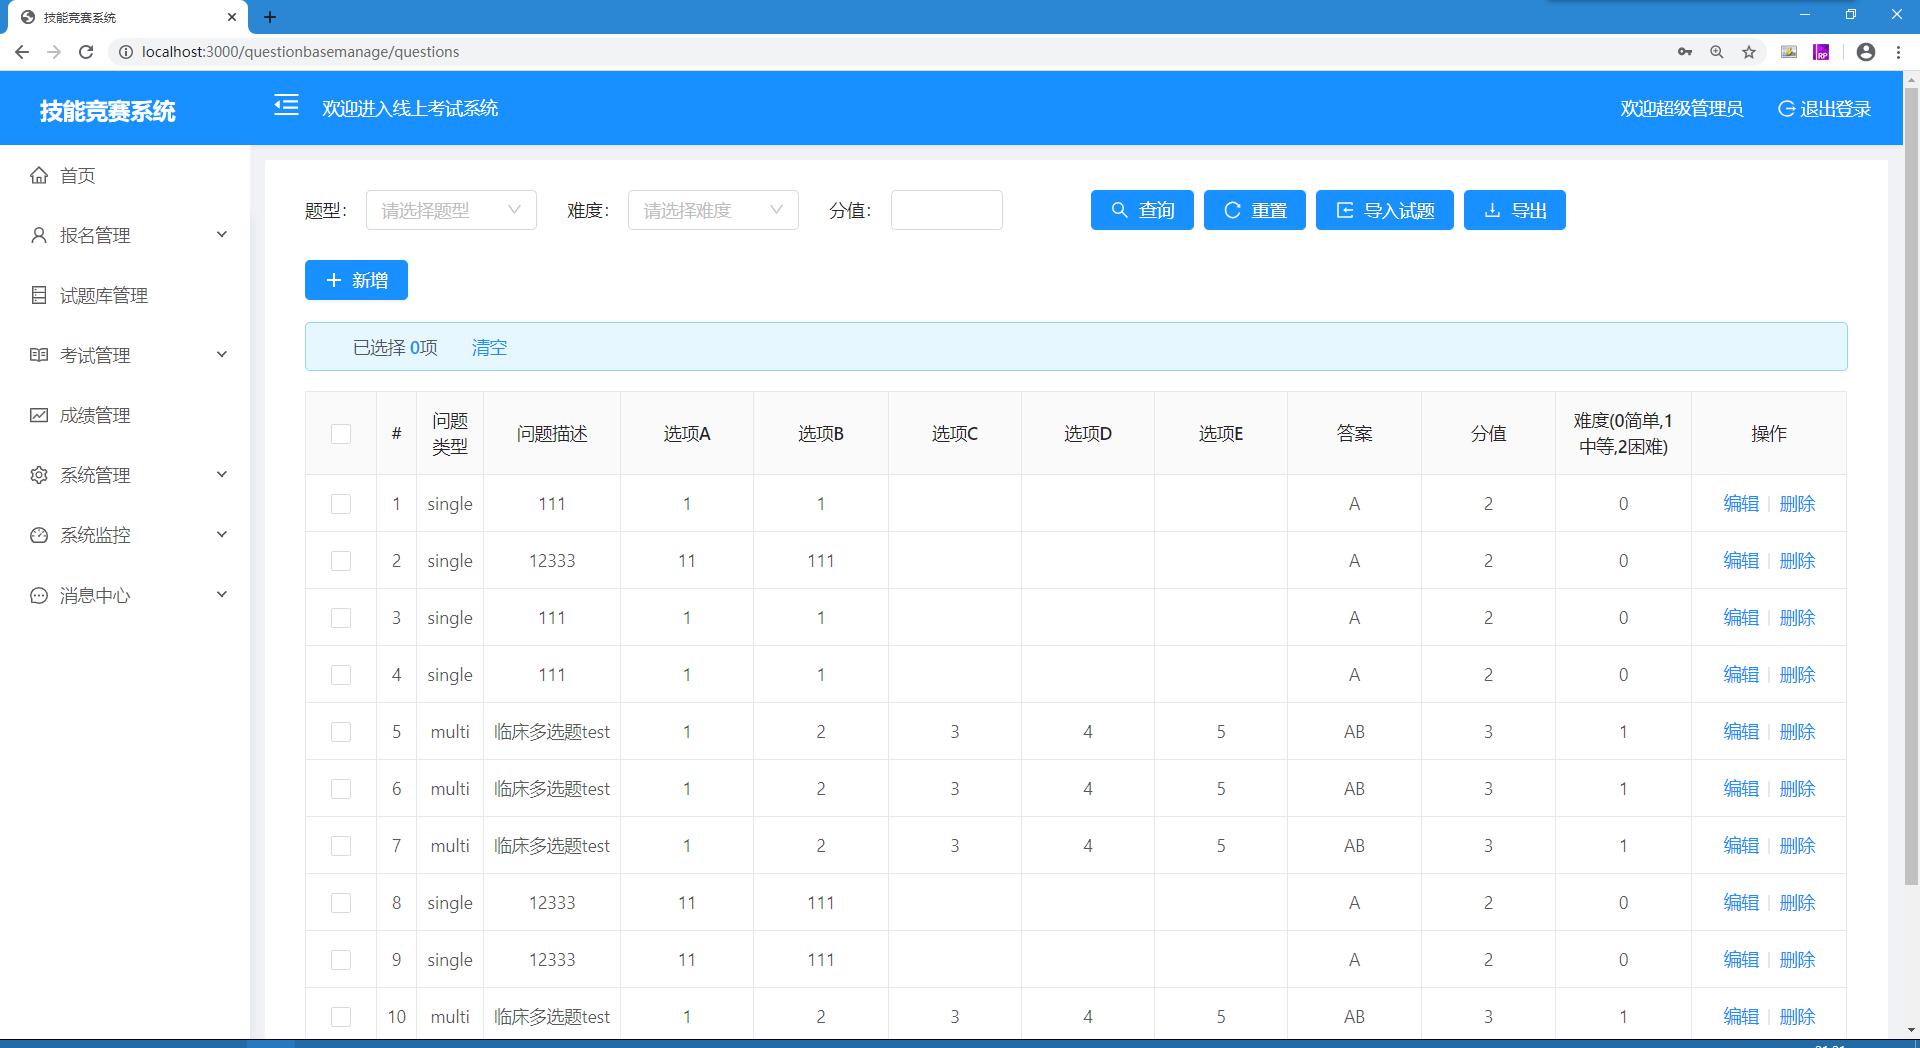 技能竞赛系统
localhost:3000/questionbasemanage/questions
技能竞赛系统
欢迎进入线上考试系统
欢迎超级管理员
退出登录
首页
报名管理
试题库管理
考试管理
成绩管理
系统管理
系统监控
消息中心
题型: 请选择题型 难度: 请选择难度 分值: 查询 重置 导入试题 导出
新增
已选择 0项 清空
# 问题类型 问题描述 选项A 选项B 选项C 选项D 选项E 答案 分值 难度(0简单,1中等,2困难) 操作
1 single 111 1 1 A 2 0 编辑 删除
2 single 12333 11 111 A 2 0 编辑 删除
3 single 111 1 1 A 2 0 编辑 删除
4 single 111 1 1 A 2 0 编辑 删除
5 multi 临床多选题test 1 2 3 4 5 AB 3 1 编辑 删除
6 multi 临床多选题test 1 2 3 4 5 AB 3 1 编辑 删除
7 multi 临床多选题test 1 2 3 4 5 AB 3 1 编辑 删除
8 single 12333 11 111 A 2 0 编辑 删除
9 single 12333 11 111 A 2 0 编辑 删除
10 multi 临床多选题test 1 2 3 4 5 AB 3 1 编辑 删除